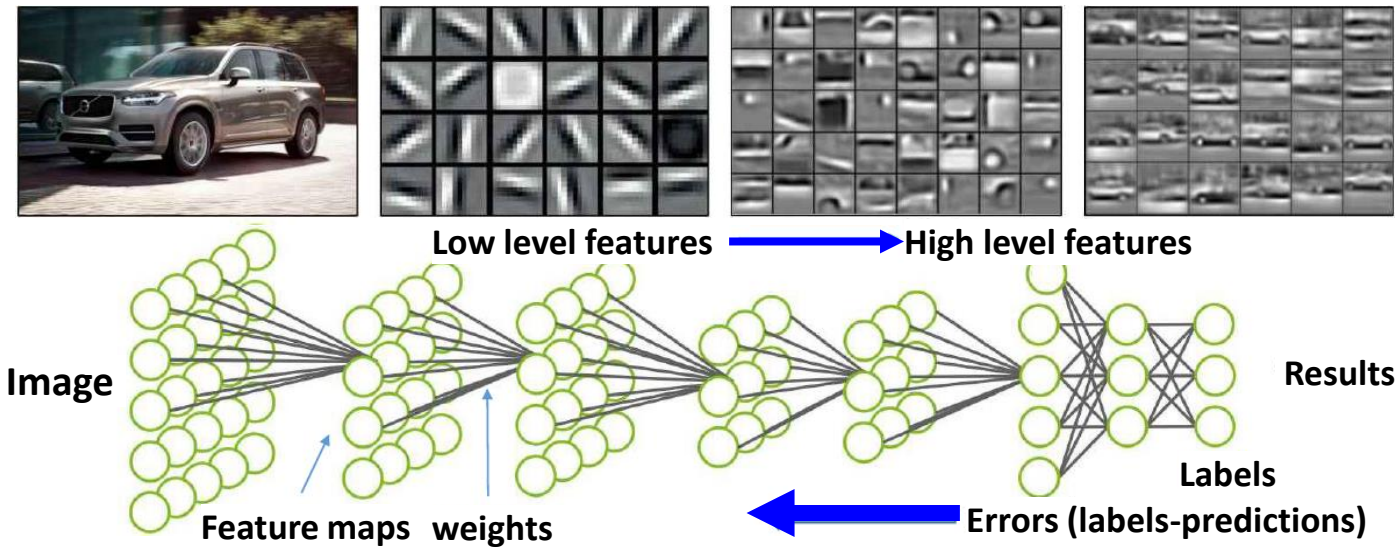 Low level features
High level features
Image
Results
Feature maps
weights
Labels
Errors (labels-predictions)